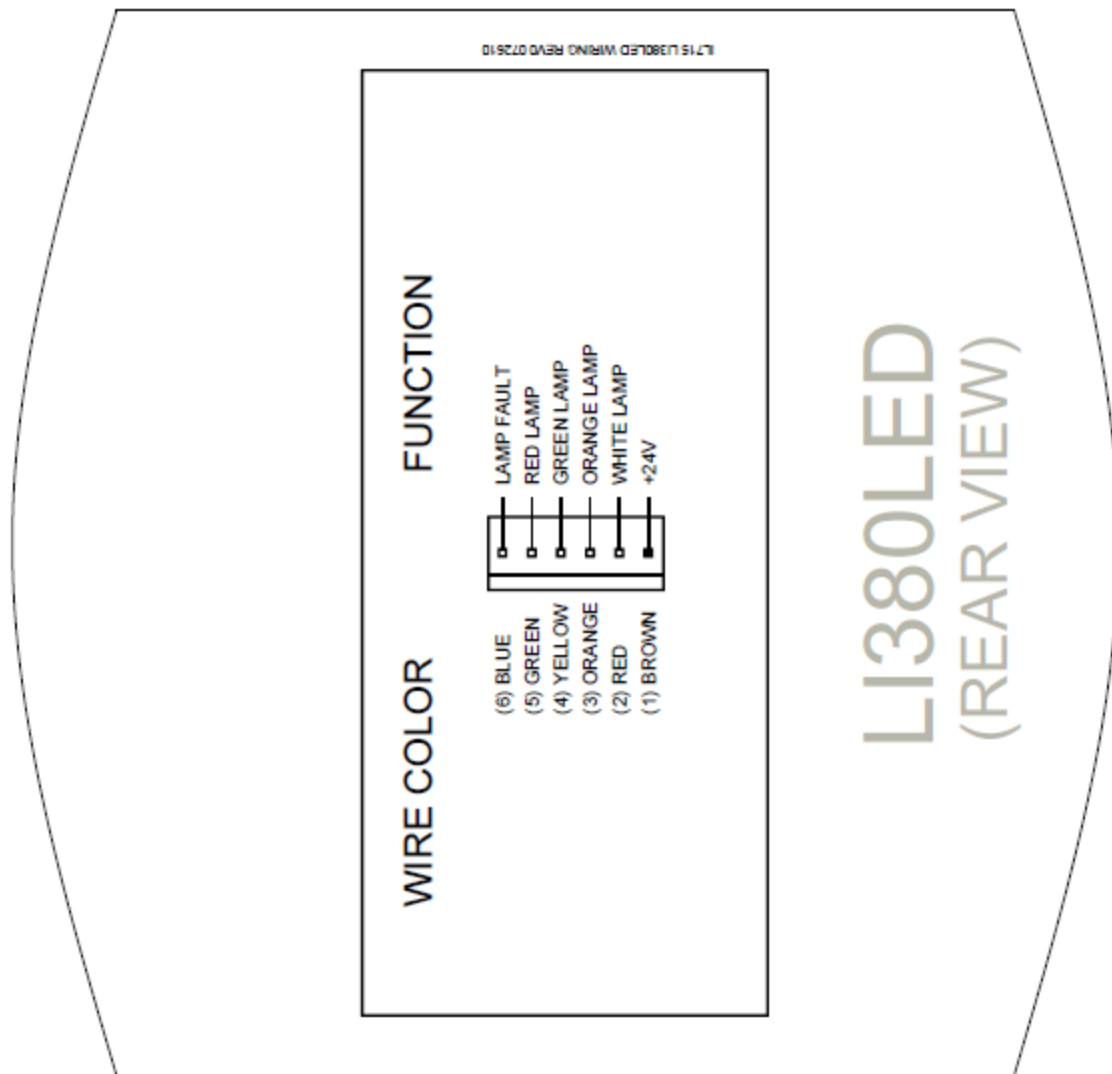 IL715 LI380LED WIRING REV0 072610
WIRE COLOR FUNCTION
(6) BLUE LAMP FAULT
(5) GREEN RED LAMP
(4) YELLOW GREEN LAMP
(3) ORANGE ORANGE LAMP
(2) RED WHITE LAMP
(1) BROWN +24V
LI380LED
(REAR VIEW)